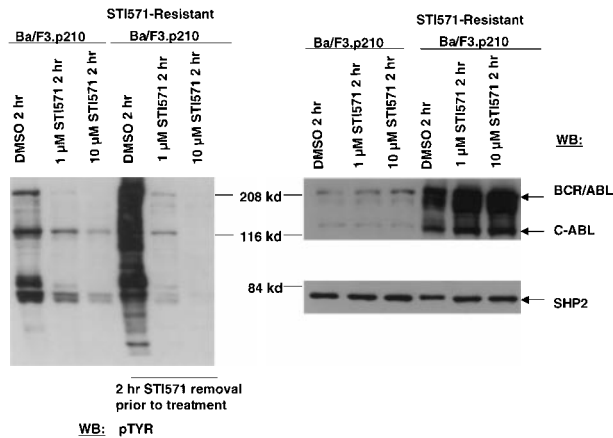 STI571-Resistant
Ba/F3.p210
Ba/F3.p210
DMSO 2 hr
1 µM STI571 2 hr
10 µM STI571 2 hr
DMSO 2 hr
1 µM STI571 2 hr
10 µM STI571 2 hr
208 kd
116 kd
84 kd
2 hr STI571 removal
prior to treatment
WB: pTYR
STI571-Resistant
Ba/F3.p210
Ba/F3.p210
DMSO 2 hr
1 µM STI571 2 hr
10 µM STI571 2 hr
DMSO 2 hr
1 µM STI571 2 hr
10 µM STI571 2 hr
WB:
BCR/ABL
C-ABL
SHP2